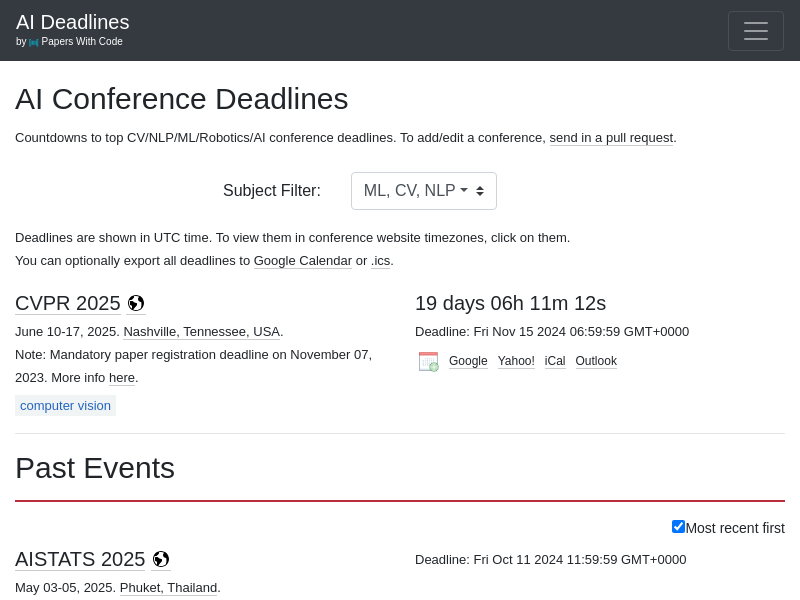 AI Deadlines
by Papers With Code
AI Conference Deadlines
Countdowns to top CV/NLP/ML/Robotics/AI conference deadlines. To add/edit a conference, send in a pull request.
Subject Filter: ML, CV, NLP
Deadlines are shown in UTC time. To view them in conference website timezones, click on them.
You can optionally export all deadlines to Google Calendar or .ics.
CVPR 2025
June 10-17, 2025. Nashville, Tennessee, USA.
Note: Mandatory paper registration deadline on November 07,
2023. More info here.
computer vision
19 days 06h 11m 12s
Deadline: Fri Nov 15 2024 06:59:59 GMT+0000
Google Yahoo! iCal Outlook
Past Events
Most recent first
AISTATS 2025
May 03-05, 2025. Phuket, Thailand.
Deadline: Fri Oct 11 2024 11:59:59 GMT+0000